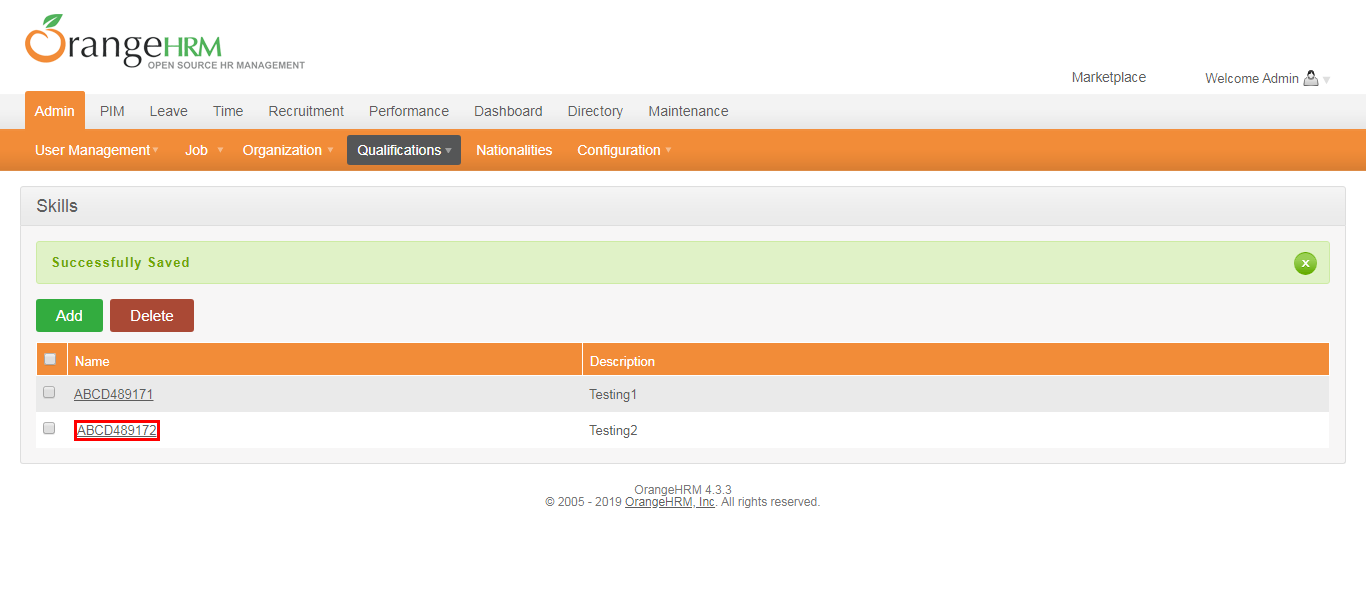 OrangeHRM
OPEN SOURCE HR MANAGEMENT
Marketplace Welcome Admin
Admin PIM Leave Time Recruitment Performance Dashboard Directory Maintenance
User Management Job Organization Qualifications Nationalities Configuration
Skills
Successfully Saved
Add Delete
Name Description
ABCD489171 Testing1
ABCD489172 Testing2
OrangeHRM 4.3.3
© 2005 - 2019 OrangeHRM, Inc. All rights reserved.